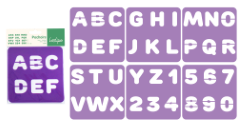 ABC
DEF
ABC
DEF
GHI
JKL
MNO
PQR
STU
VWX
YZ1
234
567
890